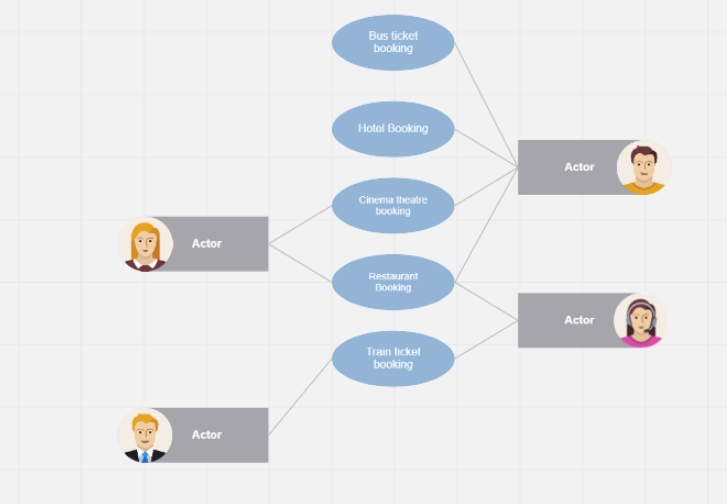 Bus ticket
booking
Hotel Booking
Actor
Cinema theatre
booking
Actor
Restaurant
Booking
Actor
Train ticket
booking
Actor